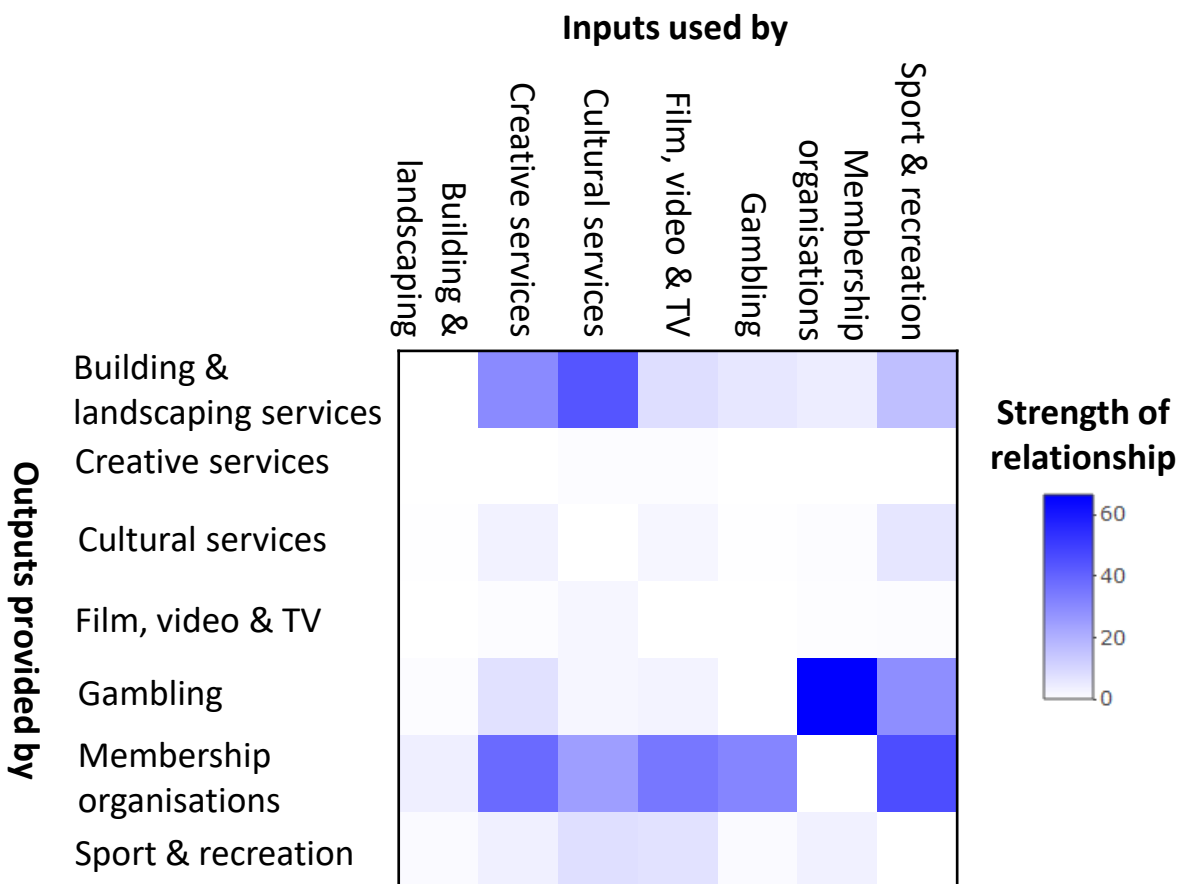 Inputs used by
Building &
landscaping
Creative services
Cultural services
Film, video & TV
Gambling
Membership
organisations
Sport & recreation
Outputs provided by
Building &
landscaping services
Creative services
Cultural services
Film, video & TV
Gambling
Membership
organisations
Sport & recreation
Strength of
relationship
60
40
20
0